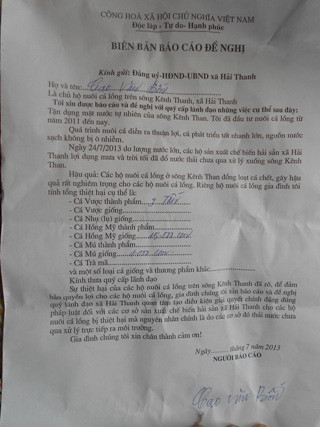 CỘNG HOÀ XÃ HỘI CHỦ NGHĨA VIỆT NAM
Độc lập - Tự do- Hạnh phúc
BIÊN BẢN BÁO CÁO ĐỀ NGHỊ
Kính gửi: Đảng uỷ-HĐND-UBND xã Hải Thanh
Họ và tên: Cao Văn
Là chủ hộ nuôi cá lồng trên sông Kênh Thanh, xã Hải Thanh
Tôi xin được báo cáo và đề nghị với quý cấp lãnh đạo những việc cụ thể sau đây:
Tận dụng mặt nước tự nhiên của sông Kênh Than. Tôi đã đầu tư nuôi cá lồng từ
năm 2011 đến nay.
Quá trình nuôi cá diễn ra thuận lợi, cá phát triển tốt nhanh lớn, nguồn nước
sạch không bị ô nhiễm.
Ngày 24/7/2013 do lượng nước lớn, các hộ sản xuất chế biến hải sản xã Hải
Thanh lợi dụng mưa và trời tối đã đổ nước thải chưa qua xử lý xuống sông Kênh
Than.
Hậu quả: Các hộ nuôi cá lồng ở sông Kênh Than đồng loạt cá chết, gây hậu
quả rất nghiêm trọng cho các hộ nuôi cá lồng. Riêng hộ nuôi cá lồng gia đình tôi
tính tổng thiệt hại cụ thể là:
- Cá Vược thành phẩm
- Cá Vược giống
- Cá Nhụ (lụ) giống
- Cá Hồng Mỹ thành phẩm
- Cá Hồng Mỹ giống
- Cá Mú thành phẩm
- Cá Mú giống
- Cá Trà mã
và một số loại cá giống và thương phẩm khác
Kính thưa quý cấp lãnh đạo
Sự thiệt hại của các hộ nuôi cá lồng trên sông Kênh Thanh đã rõ, để đảm
bảo quyền lợi cho các hộ nuôi cá lồng, gia đình chúng tôi xin báo cáo và đề nghị
quý lãnh đạo xã Hải Thanh quan tâm tạo điều kiện giải quyết chính đáng đúng
pháp luật đối với các cơ sở sản xuất chế biến hải sản xã Hải Thanh cho các hộ
nuôi cá lồng bị thiệt hại mà nguyên nhân chính là do các cơ sở đó thải nước chưa
qua xử lý trực tiếp ra môi trường.
Gia đình chúng tôi xin chân thành cảm ơn!
Ngày......... tháng 7 năm 2013
NGƯỜI BÁO CÁO
Cao Văn